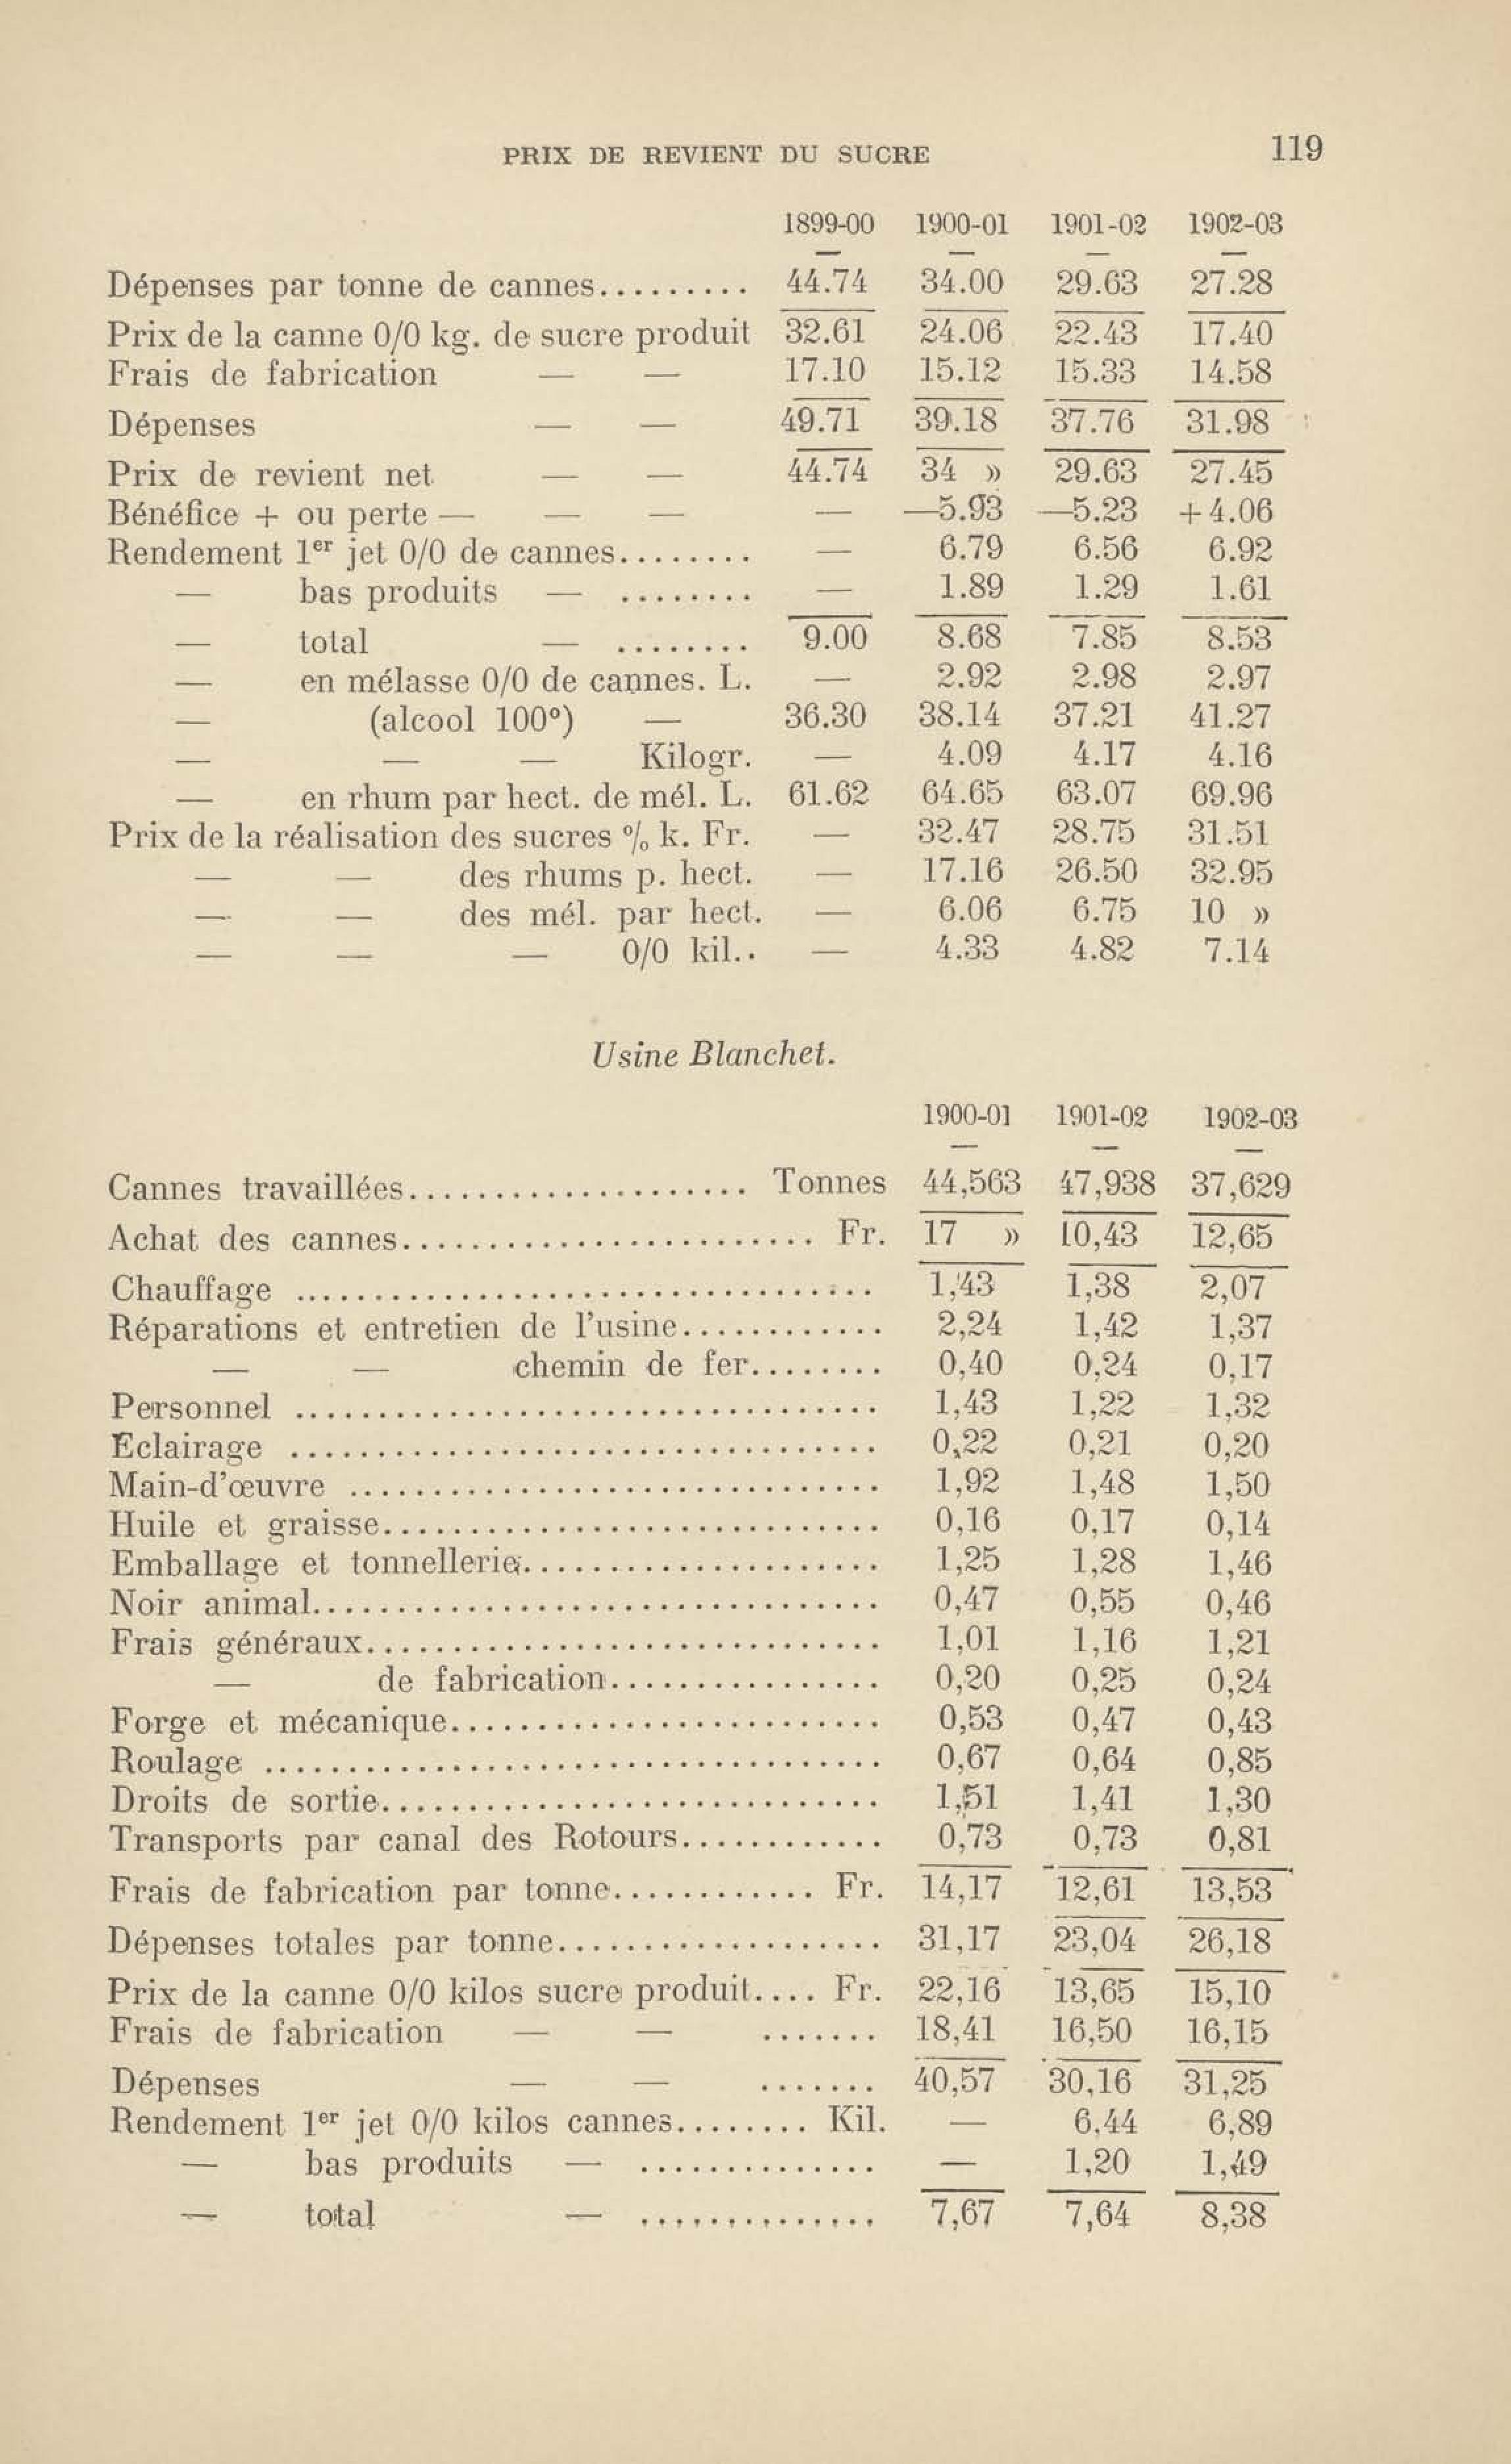 PRIX DE REVIENT DU SUCRE 119
1899-00 1900-01 1901-02 1902-03
Dépenses par tonne de cannes.......... 44.74 34.00 29.63 27.28
Prix de la canne 0/0 kg. de sucre produit 32.61 24.06 22.43 17.40
Frais de fabrication — — 17.10 15.12 15.33 14.58
Dépenses — — 49.71 39.18 37.76 31.98
Prix de revient net — — 44.74 34 » 29.63 27.45
Bénéfice + ou perte — — — — —5.93 —5.23 +4.06
Rendement 1er jet 0/0 de cannes........ — 6.79 6.56 6.92
— bas produits — ........ — 1.89 1.29 1.61
— total — ........ 9.00 8.68 7.85 8.53
— en mélasse 0/0 de cannes. L. — 2.92 2.98 2.97
— (alcool 100°) — 36.30 38.14 37.21 41.27
— — — Kilogr. — 4.09 4.17 4.16
— en rhum par hect. de mél. L. 61.62 64.65 63.07 69.96
Prix de la réalisation des sucres % k. Fr. — 32.47 28.75 31.51
— — des rhums p. hect. — 17.16 26.50 32.95
— — des mél. par hect. — 6.06 6.75 10 »
— — — 0/0 kil.. — 4.33 4.82 7.14
Usine Blanchet.
1900-01 1901-02 1902-03
Cannes travaillées.................... Tonnes 44,563 47,938 37,629
Achat des cannes......................... Fr. 17 » 10,43 12,65
Chauffage .................................. 1,43 1,38 2,07
Réparations et entretien de l'usine............ 2,24 1,42 1,37
— — chemin de fer........ 0,40 0,24 0,17
Personnel .................................. 1,43 1,22 1,32
Eclairage .................................. 0,22 0,21 0,20
Main-d'œuvre ............................... 1,92 1,48 1,50
Huile et graisse............................. 0,16 0,17 0,14
Emballage et tonnellerie..................... 1,25 1,28 1,46
Noir animal................................. 0,47 0,55 0,46
Frais généraux.............................. 1,01 1,16 1,21
— de fabrication................ 0,20 0,25 0,24
Forge et mécanique......................... 0,53 0,47 0,43
Roulage .................................... 0,67 0,64 0,85
Droits de sortie............................. 1,51 1,41 1,30
Transports par canal des Rotours............ 0,73 0,73 0,81
Frais de fabrication par tonne............ Fr. 14,17 12,61 13,53
Dépenses totales par tonne................... 31,17 23,04 26,18
Prix de la canne 0/0 kilos sucre produit.... Fr. 22,16 13,65 15,10
Frais de fabrication — — ....... 18,41 16,50 16,15
Dépenses — — ....... 40,57 30,16 31,25
Rendement 1er jet 0/0 kilos cannes........ Kil. — 6,44 6,89
— bas produits — .............. — 1,20 1,49
— total — .............. 7,67 7,64 8,38